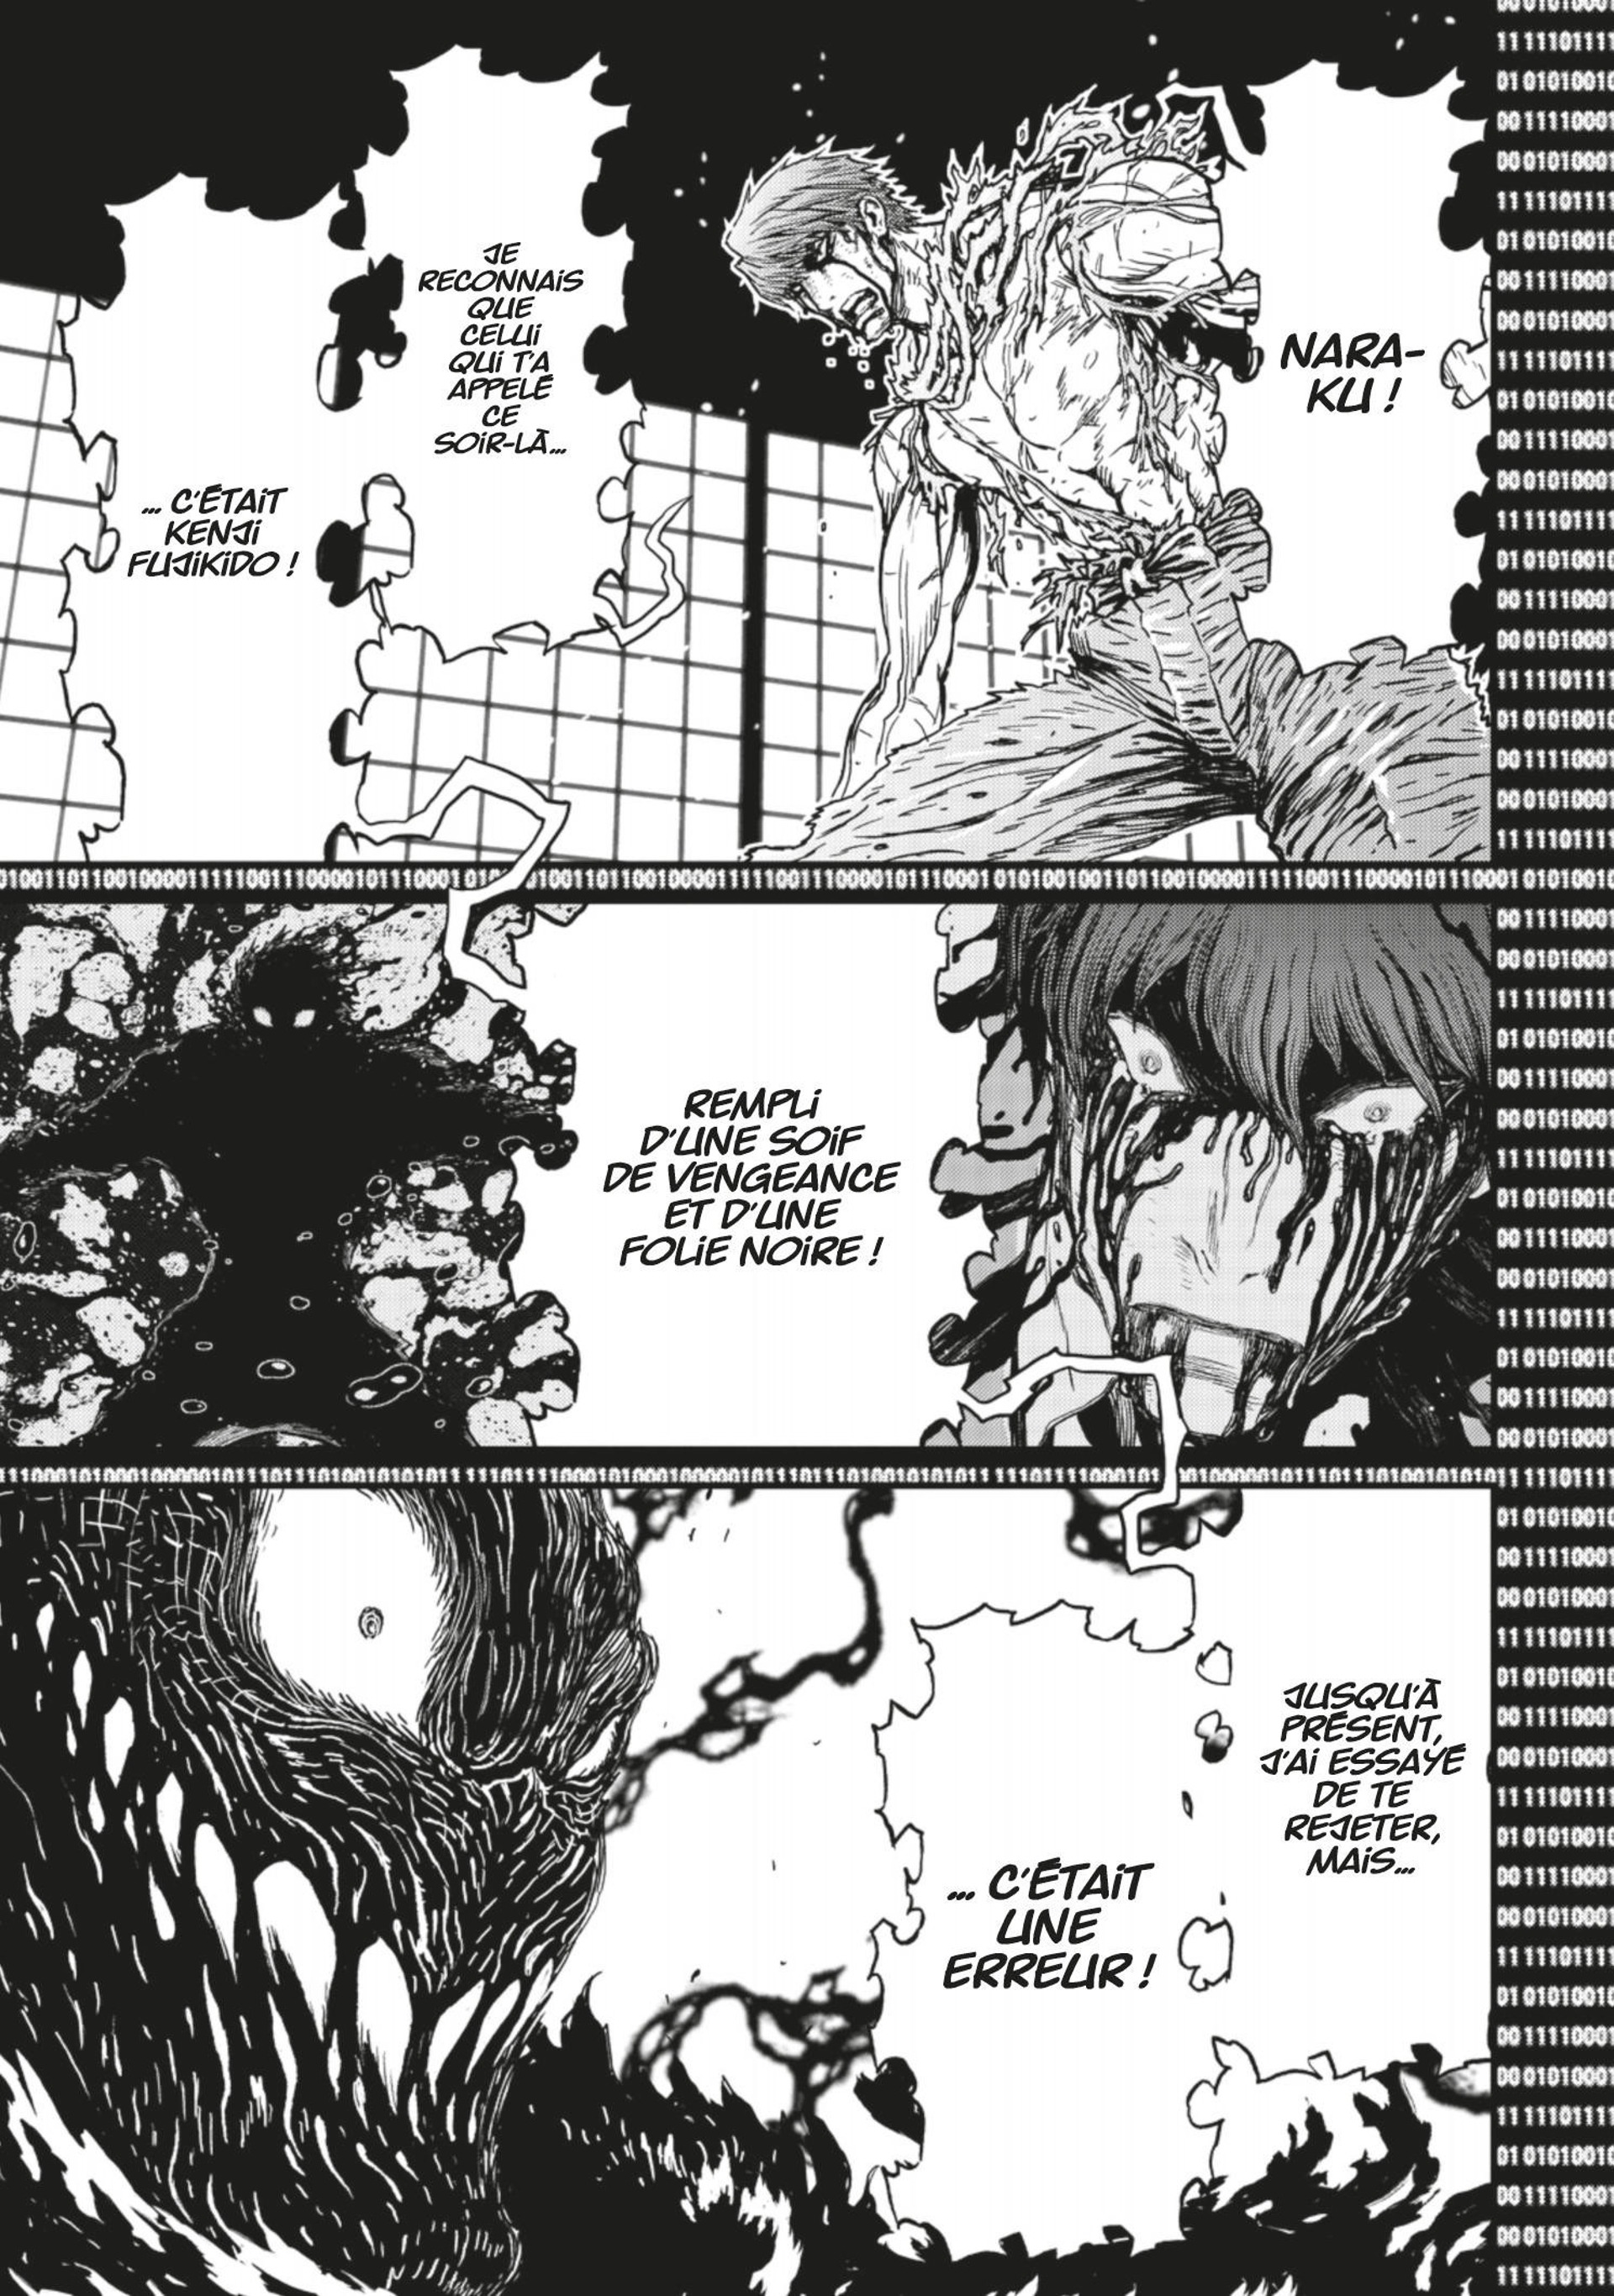 NARA-
KU !
JE
RECONNAIS
QUE
CELUI
QUI T'A
APPELÉ
CE
SOIR-LÀ...
... C'ÉTAIT
KENJI
FUJIKIDO !
REMPLI
D'UNE SOIF
DE VENGEANCE
ET D'UNE
FOLIE NOIRE !
JUSQU'À
PRÉSENT,
J'AI ESSAYÉ
DE TE
REJETER,
MAIS...
... C'ÉTAIT
UNE
ERREUR !